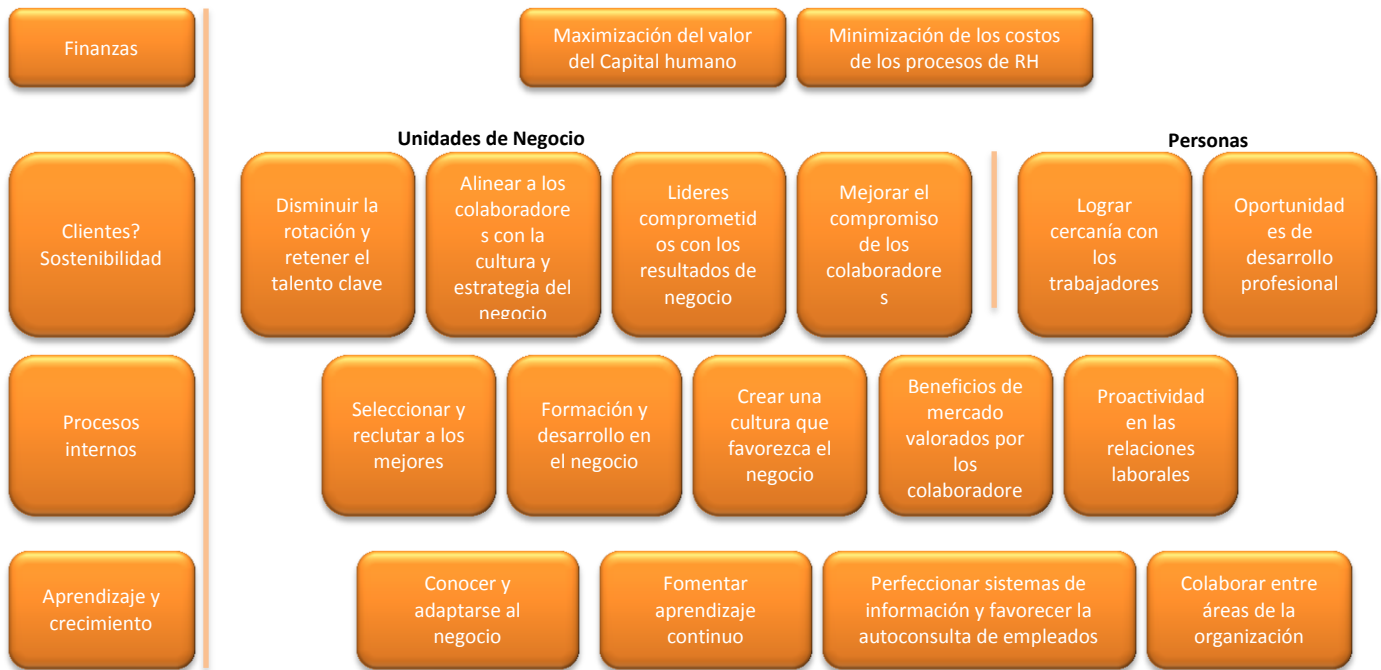 Finanzas
Maximización del valor
del Capital humano
Minimización de los costos
de los procesos de RH
Unidades de Negocio
Personas
Clientes?
Sostenibilidad
Disminuir la
rotación y
retener el
talento clave
Alinear a los
colaboradore
s con la
cultura y
estrategia del
negocio
Lideres
comprometid
os con los
resultados de
negocio
Mejorar el
compromiso
de los
colaboradore
s
Lograr
cercanía con
los
trabajadores
Oportunidad
es de
desarrollo
profesional
Procesos
internos
Seleccionar y
reclutar a los
mejores
Formación y
desarrollo en
el negocio
Crear una
cultura que
favorezca el
negocio
Beneficios de
mercado
valorados por
los
colaboradore
Proactividad
en las
relaciones
laborales
Aprendizaje y
crecimiento
Conocer y
adaptarse al
negocio
Fomentar
aprendizaje
continuo
Perfeccionar sistemas de
información y favorecer la
autoconsulta de empleados
Colaborar entre
áreas de la
organización